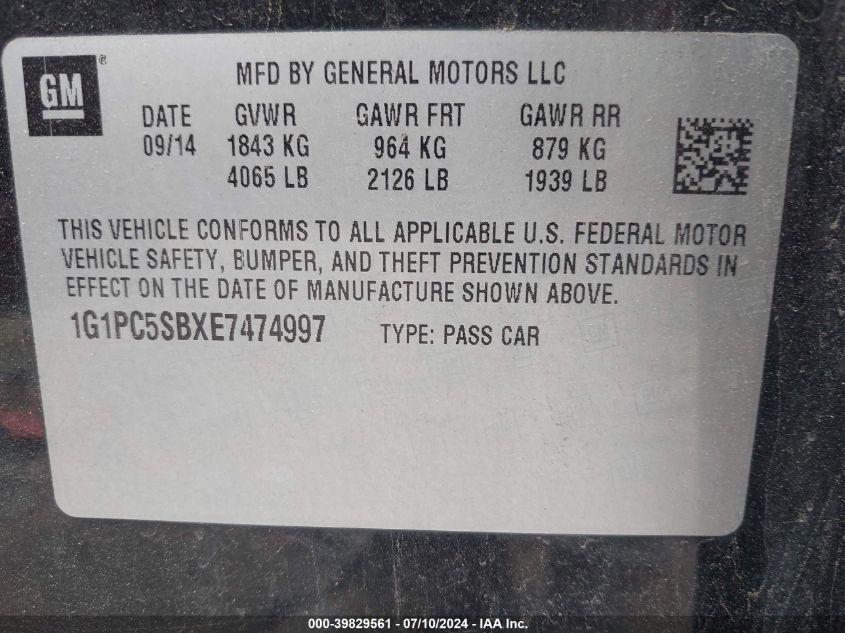 GM®
MFD BY GENERAL MOTORS LLC
DATE GVWR GAWR FRT GAWR RR
09/14 1843 KG 964 KG 879 KG
4065 LB 2126 LB 1939 LB
THIS VEHICLE CONFORMS TO ALL APPLICABLE U.S. FEDERAL MOTOR
VEHICLE SAFETY, BUMPER, AND THEFT PREVENTION STANDARDS IN
EFFECT ON THE DATE OF MANUFACTURE SHOWN ABOVE.
1G1PC5SBXE7474997 TYPE: PASS CAR
000-39829561 - 07/10/2024 - IAA Inc.